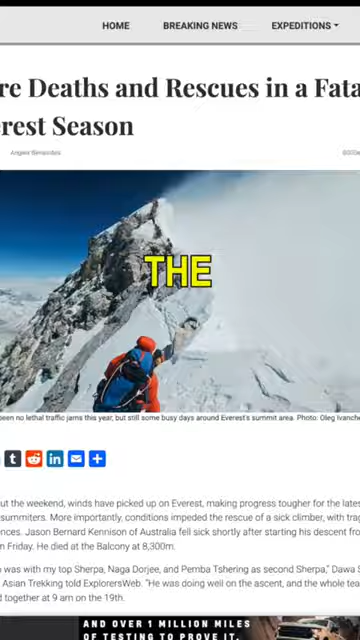 HOME BREAKING NEWS EXPEDITIONS
re Deaths and Rescues in a Fata
erest Season
Angela Benavides
THE
been no lethal traffic jams this year, but still some busy days around Everest's summit area. Photo: Oleg Ivanche
ut the weekend, winds have picked up on Everest, making progress tougher for the lates
summiters. More importantly, conditions impeded the rescue of a sick climber, with trag
ences. Jason Bernard Kennison of Australia fell sick shortly after starting his descent fro
n Friday. He died at the Balcony at 8,300m.
n was with my top Sherpa, Naga Dorjee, and Pemba Tshering as second Sherpa," Dawa S
Asian Trekking told ExplorersWeb. "He was doing well on the ascent, and the whole tea
d together at 9 am on the 19th.
AND OVER 1 MILLION MILES
OF TESTING TO PROVE IT.